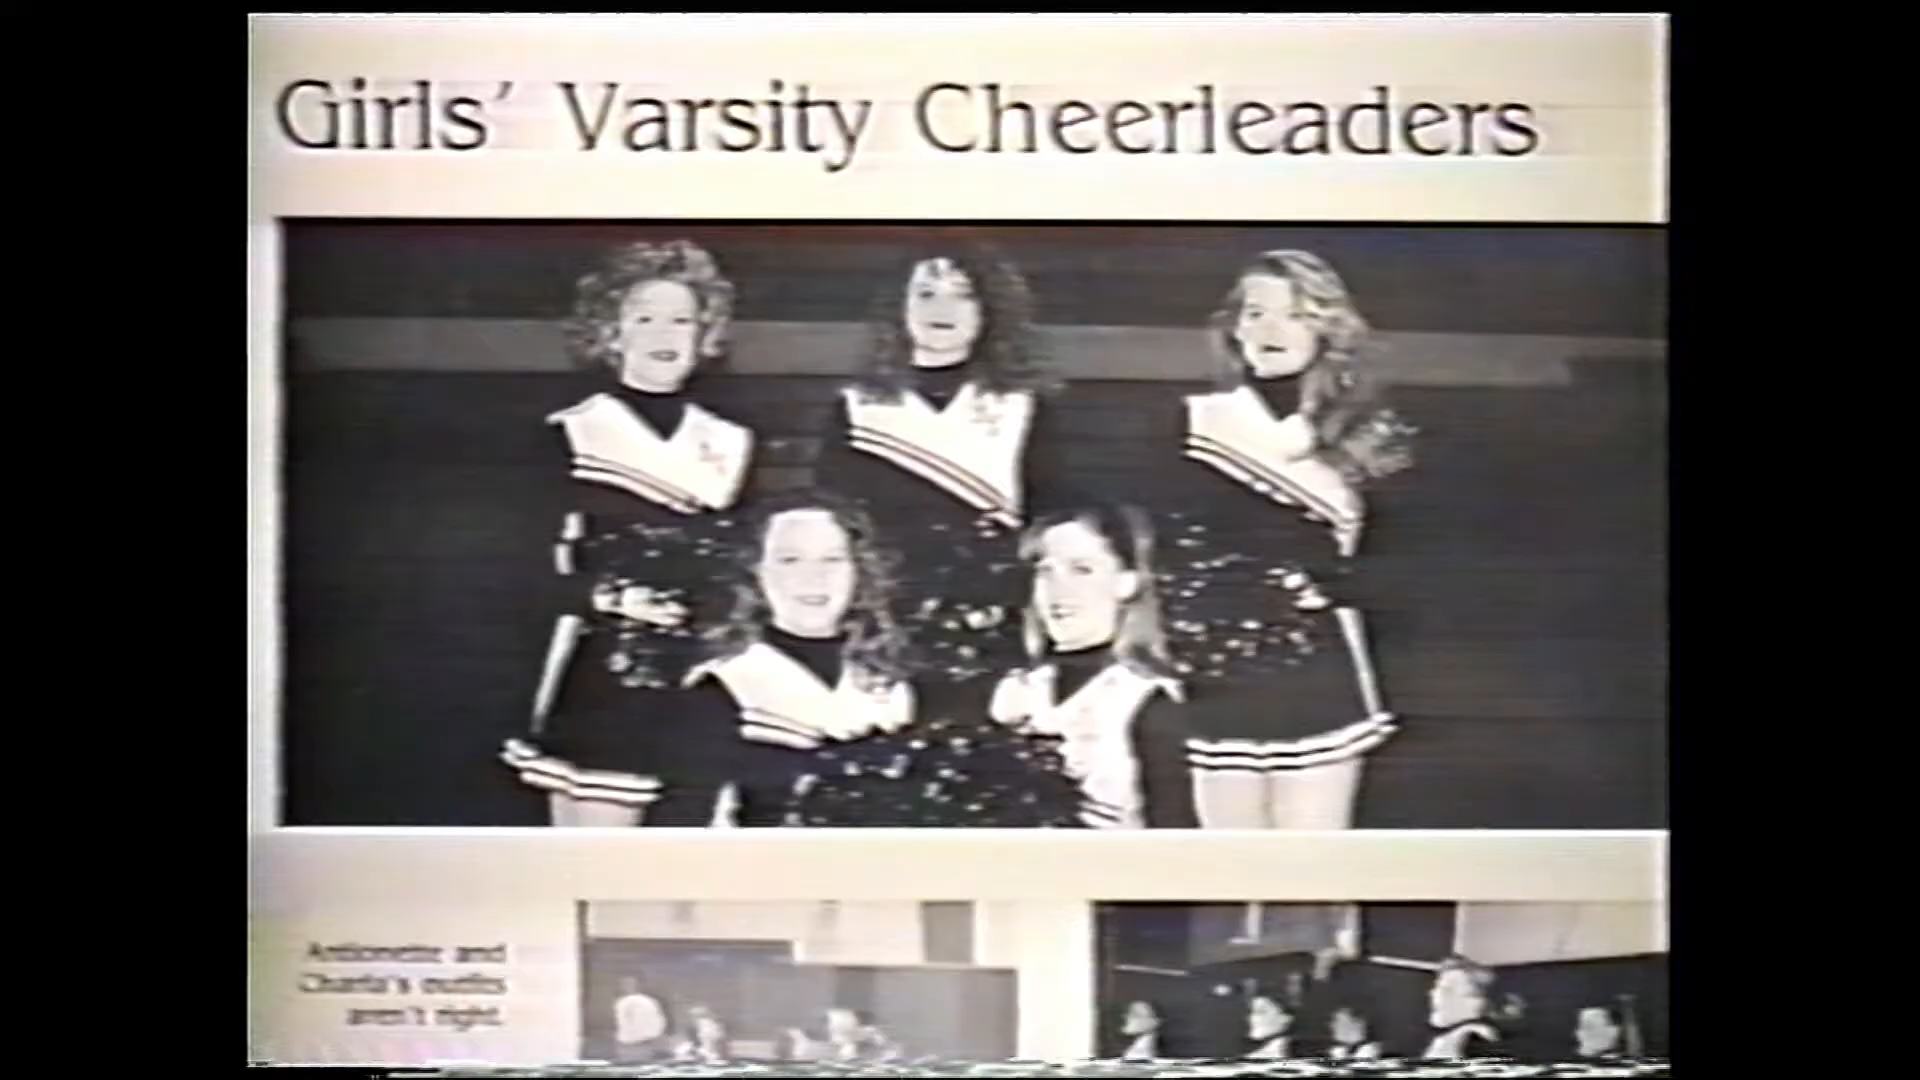 Girls’ Varsity Cheerleaders
Antionette and
Charla's outfits
aren't right.